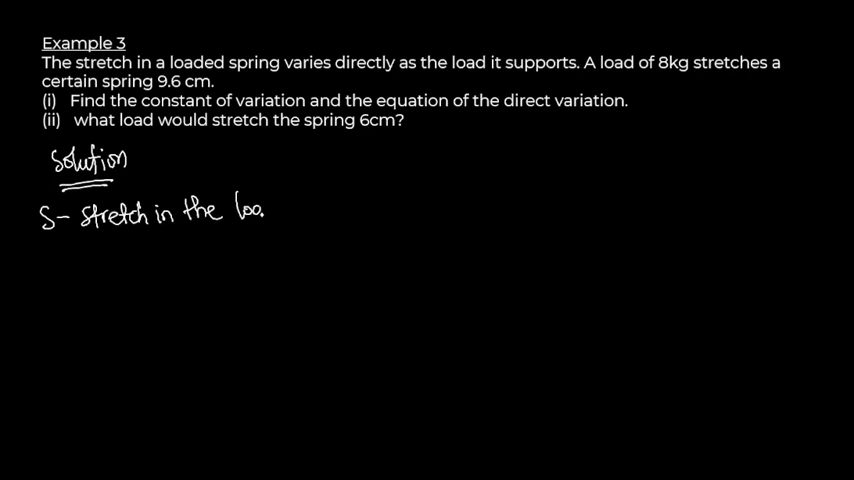 Example 3
The stretch in a loaded spring varies directly as the load it supports. A load of 8kg stretches a
certain spring 9.6 cm.
(i) Find the constant of variation and the equation of the direct variation.
(ii) what load would stretch the spring 6cm?
Solution
S- stretch in the loa